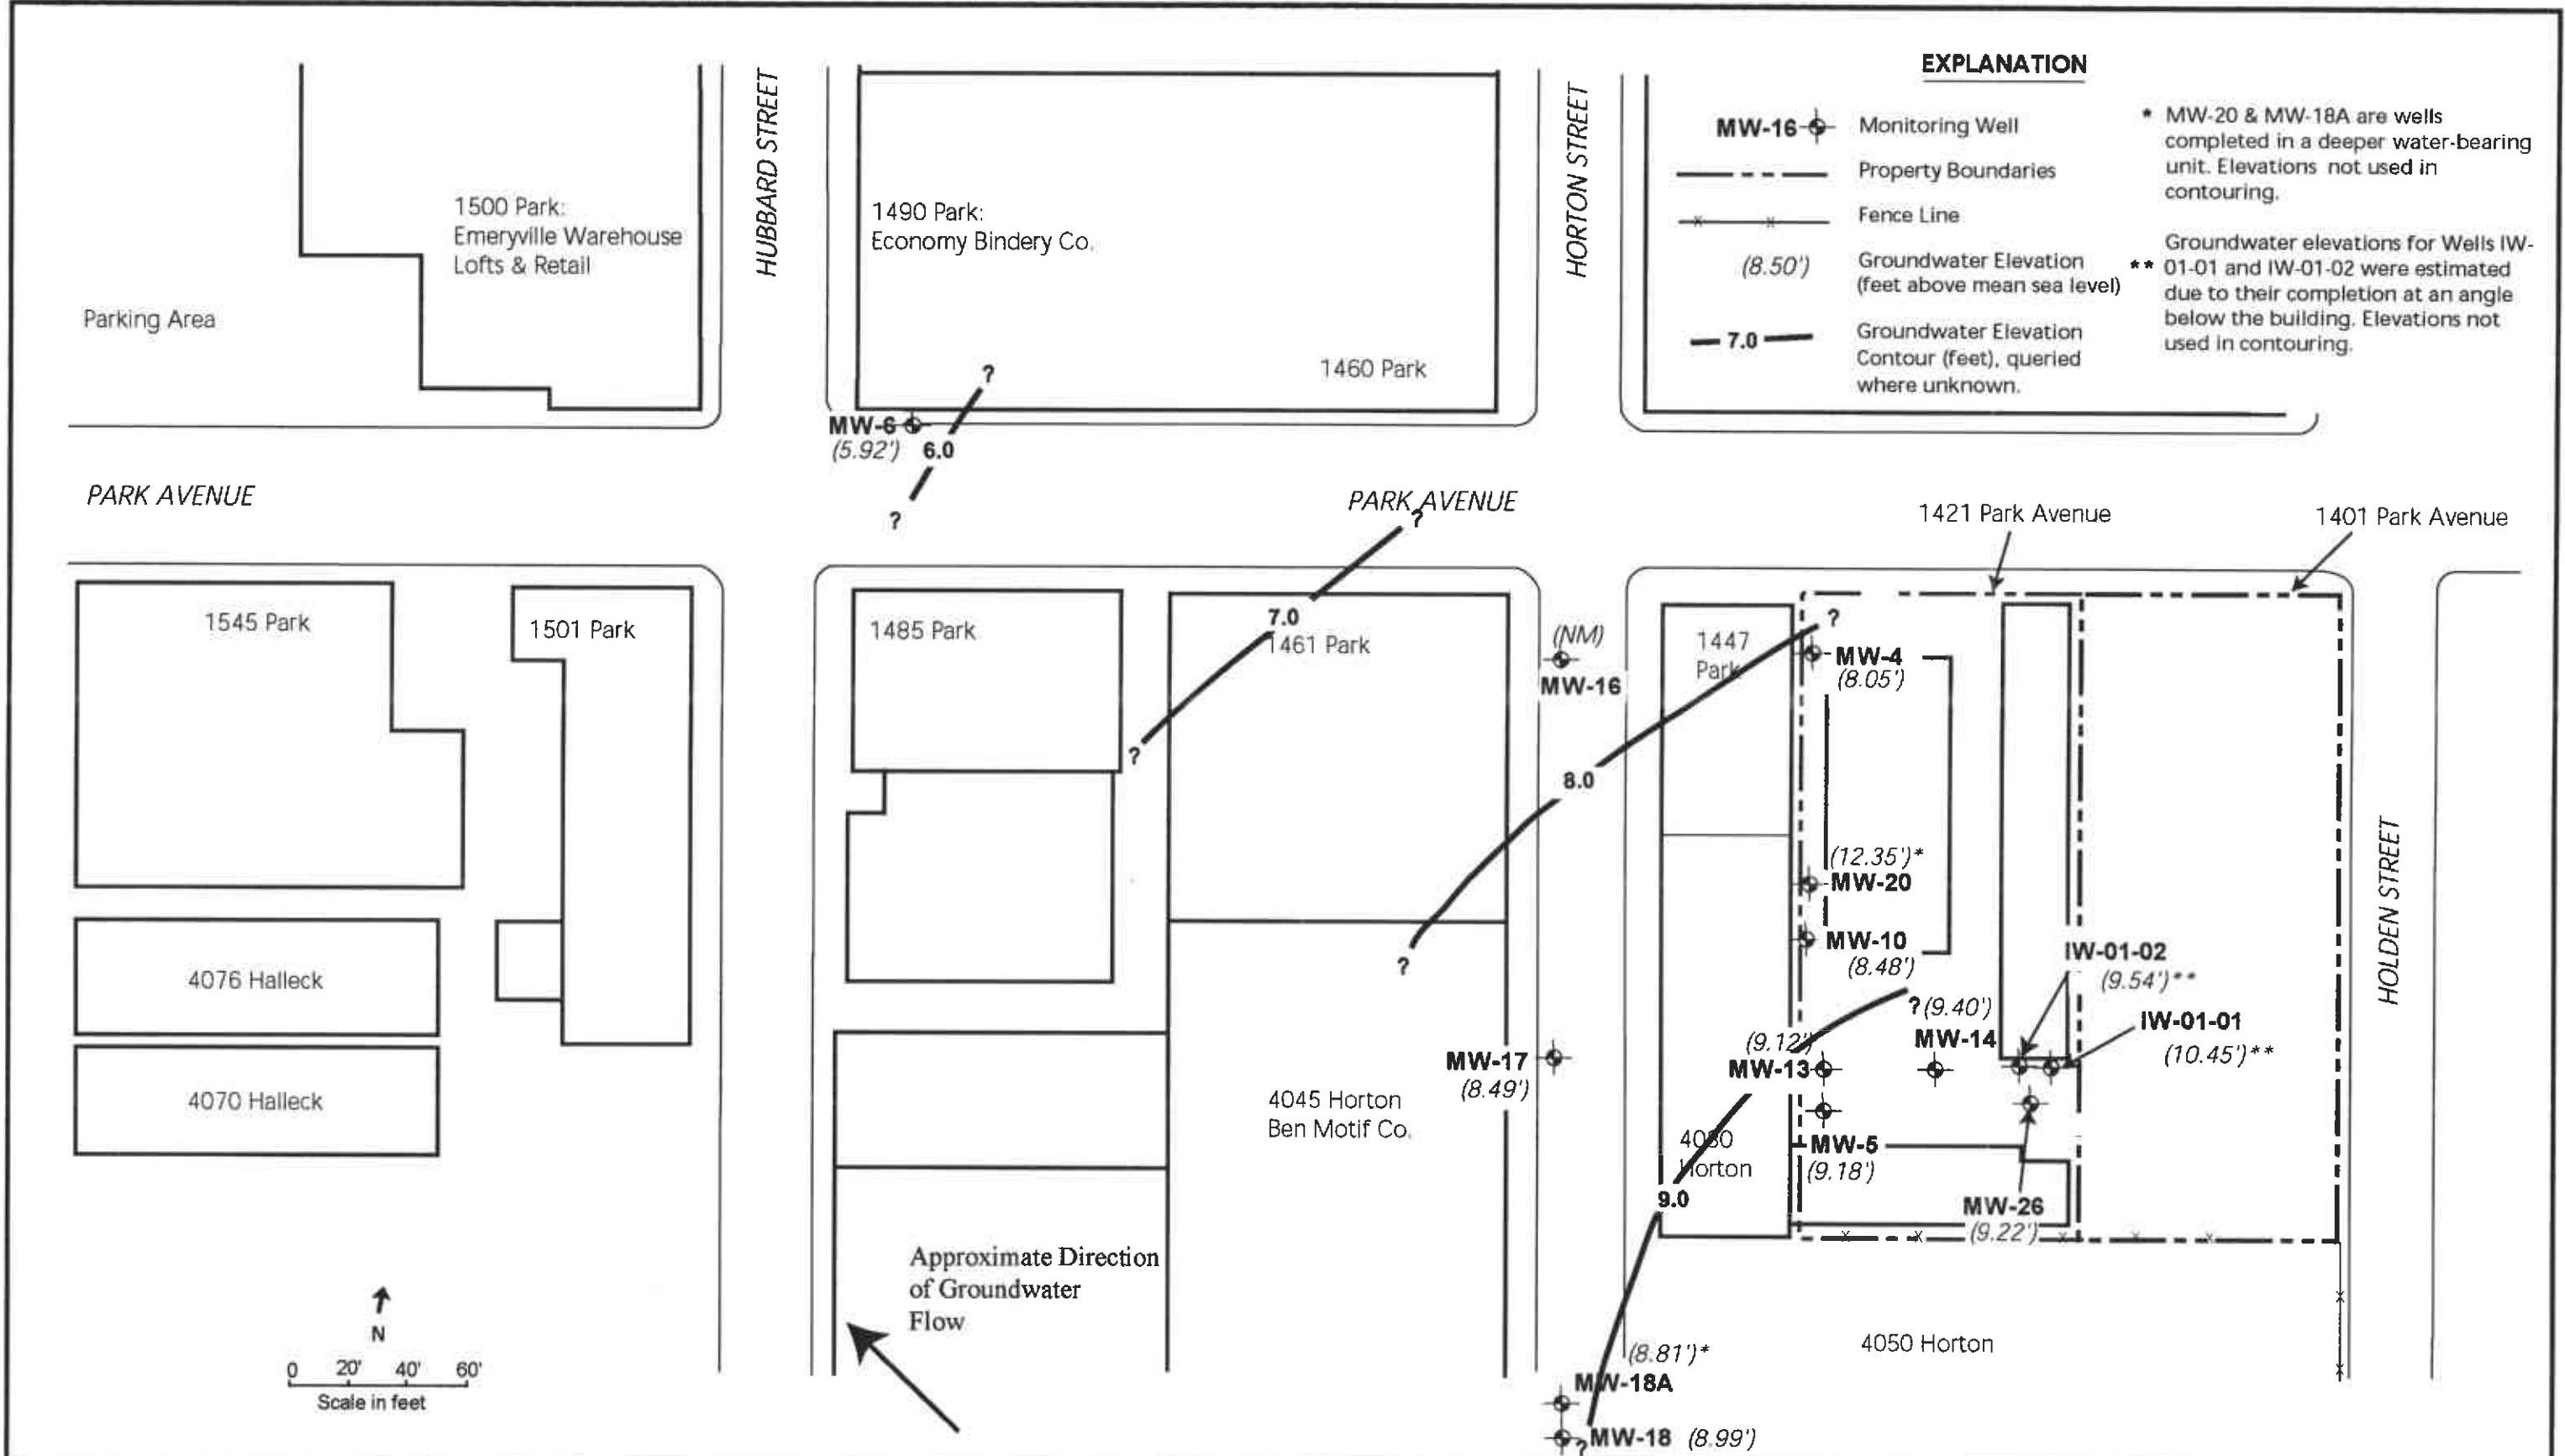 EXPLANATION
MW-16
Monitoring Well
Property Boundaries
Fence Line
(8.50')
Groundwater Elevation
(feet above mean sea level)
7.0
Groundwater Elevation
Contour (feet), queried
where unknown.
* MW-20 & MW-18A are wells
completed in a deeper water-bearing
unit. Elevations not used in
contouring.
Groundwater elevations for Wells IW-
** 01-01 and IW-01-02 were estimated
due to their completion at an angle
below the building. Elevations not
used in contouring.
HUBBARD STREET
HORTON STREET
1500 Park:
Emeryville Warehouse
Lofts & Retail
Parking Area
1490 Park:
Economy Bindery Co.
1460 Park
?
MW-6
(5.92')
6.0
?
PARK AVENUE
PARK AVENUE
?
1421 Park Avenue
1401 Park Avenue
1545 Park
1501 Park
1485 Park
7.0
1461 Park
?
(NM)
MW-16
1447
Park
?
MW-4
(8.05')
8.0
?
(12.35')*
MW-20
MW-10
(8.48')
HOLDEN STREET
IW-01-02
(9.54')**
IW-01-01
(10.45')**
?
(9.40')
MW-14
(9.12')
MW-13
MW-17
(8.49')
4076 Halleck
4070 Halleck
4045 Horton
Ben Motif Co.
4080
Horton
MW-5
(9.18')
9.0
MW-26
(9.22')
Approximate Direction
of Groundwater
Flow
N
0 20' 40' 60'
Scale in feet
(8.81')*
MW-18A
?
MW-18 (8.99')
4050 Horton